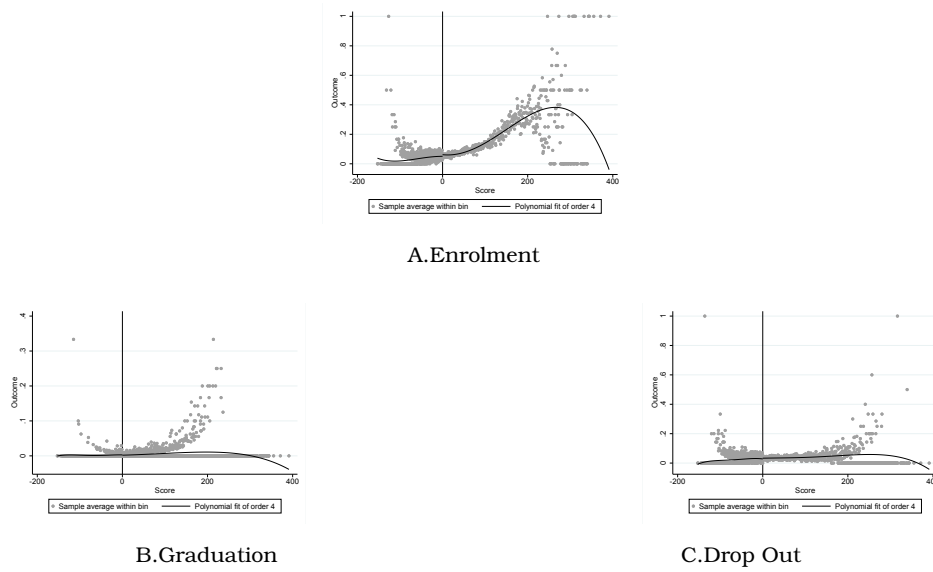 1
.8
.6
.4
.2
0
Outcome
-200 0 200 400
Score
Sample average within bin Polynomial fit of order 4
A.Enrolment
.4
.3
.2
.1
0
Outcome
-200 0 200 400
Score
Sample average within bin Polynomial fit of order 4
B.Graduation
1
.8
.6
.4
.2
0
Outcome
-200 0 200 40
Score
Sample average within bin Polynomial fit of order 4
C.Drop Out